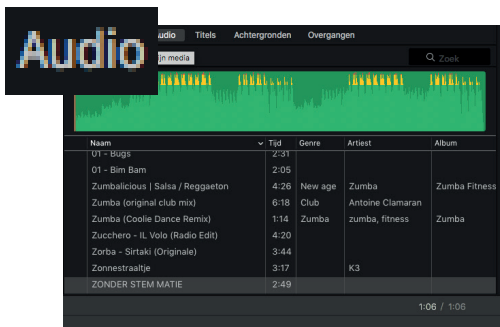 Audio
udio Titels Achtergronden Overgangen
ijn media Zoek
Naam Tijd Genre Artiest Album
01 - Bugs 2:31
01 - Bim Bam 2:05
Zumbalicious | Salsa / Reggaeton 4:26 New age Zumba Zumba Fitness
Zumba (original club mix) 6:18 Club Antoine Clamaran
Zumba (Coolie Dance Remix) 1:14 Zumba zumba, fitness Zumba
Zucchero - IL Volo (Radio Edit) 4:20
Zorba - Sirtaki (Originale) 3:44
Zonnestraaltje 3:17 K3
ZONDER STEM MATIE 2:49
1:06 / 1:06